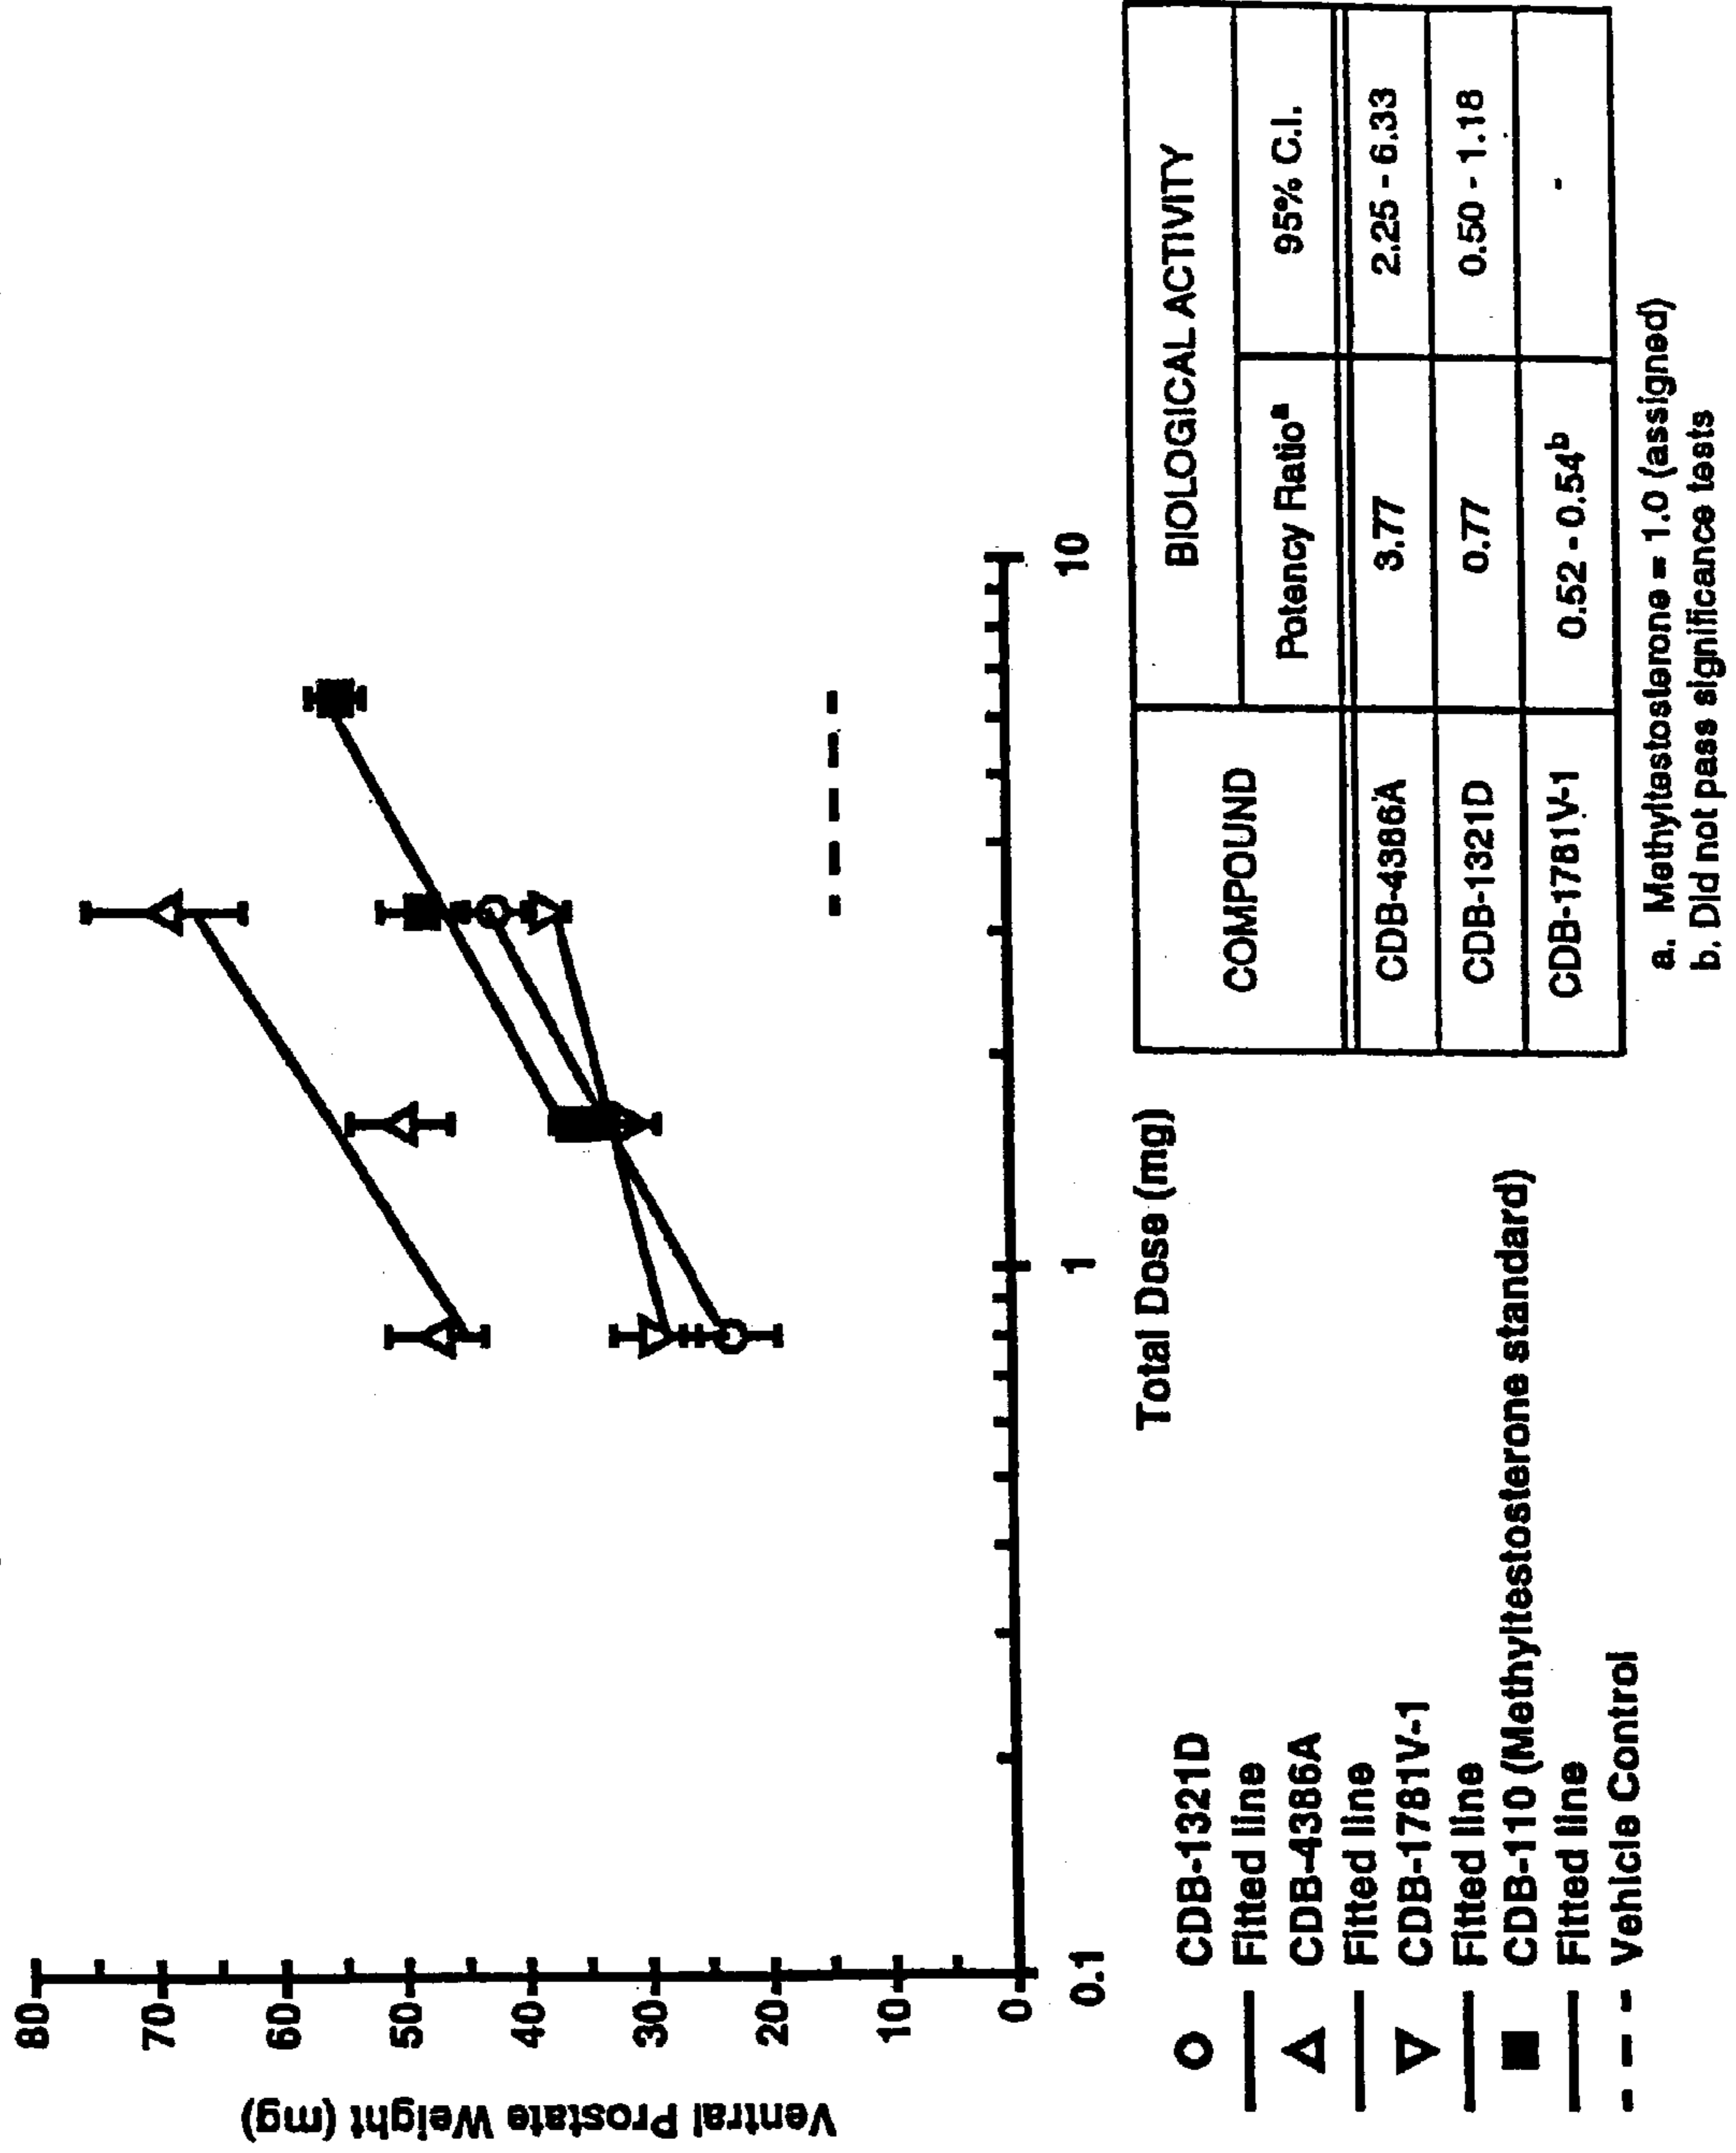 Ventral Prostate Weight (mg)
80
70
60
50
40
30
20
10
0
0.1
1
10
Total Dose (mg)
CDB-1321D
Fitted line
CDB-4386A
Fitted line
CDB-1781V-1
Fitted line
CDB-110 (Methyltestosterone standard)
Fitted line
Vehicle Control
COMPOUND BIOLOGICAL ACTIVITY
Potency Ratioa 95% C.I.
CDB-4386A 3.77 2.25 - 6.33
CDB-1321D 0.77 0.50 - 1.18
CDB-1781V-1 0.52 - 0.54b -
a. Methyltestosterone = 1.0 (assigned)
b. Did not pass significance tests